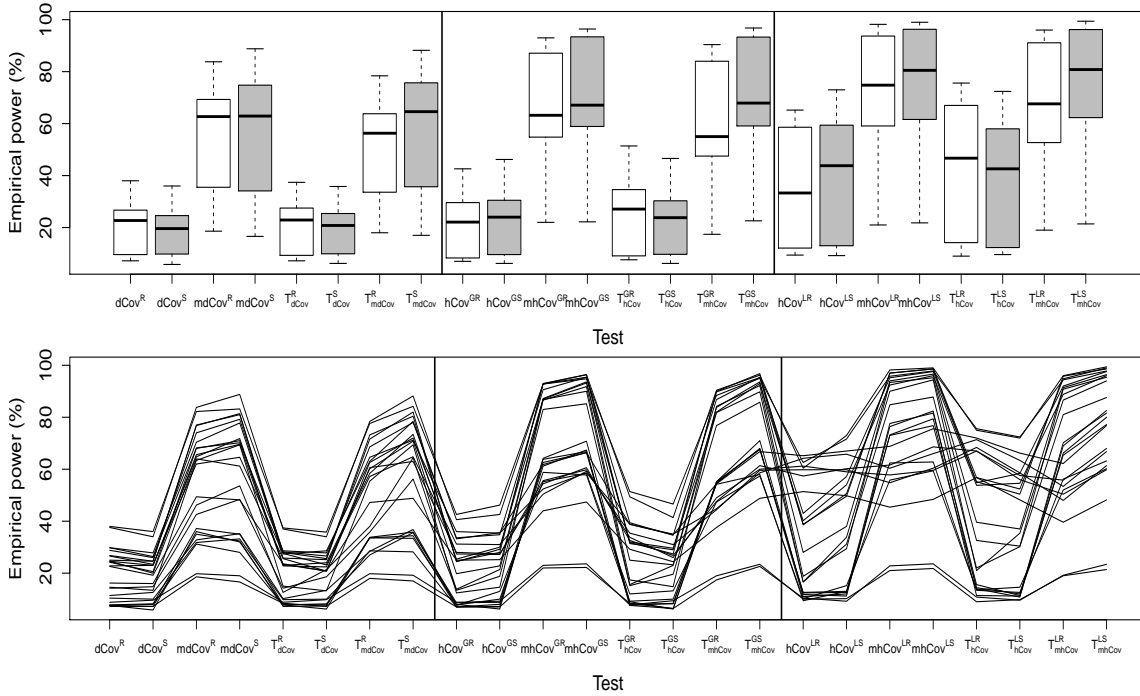 Empirical power (%)
100
80
60
40
20
dCov^R dCov^S mdCov^R mdCov^S T^R_dCov T^S_dCov T^R_mdCov T^S_mdCov hCov^GR hCov^GS mhCov^GR mhCov^GS T^GR_hCov T^GS_hCov T^GR_mhCov T^GS_mhCov hCov^LR hCov^LS mhCov^LR mhCov^LS T^LR_hCov T^LS_hCov T^LR_mhCov T^LS_mhCov
Test
Empirical power (%)
100
80
60
40
20
dCov^R dCov^S mdCov^R mdCov^S T^R_dCov T^S_dCov T^R_mdCov T^S_mdCov hCov^GR hCov^GS mhCov^GR mhCov^GS T^GR_hCov T^GS_hCov T^GR_mhCov T^GS_mhCov hCov^LR hCov^LS mhCov^LR mhCov^LS T^LR_hCov T^LS_hCov T^LR_mhCov T^LS_mhCov
Test